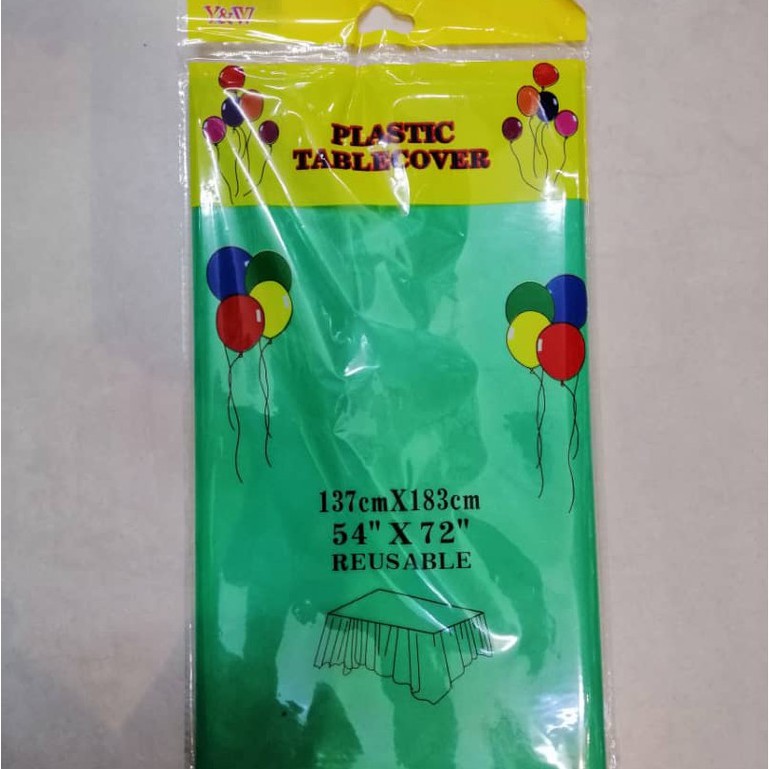 Y&W
PLASTIC
TABLECOVER
137cmX183cm
54" X 72"
REUSABLE